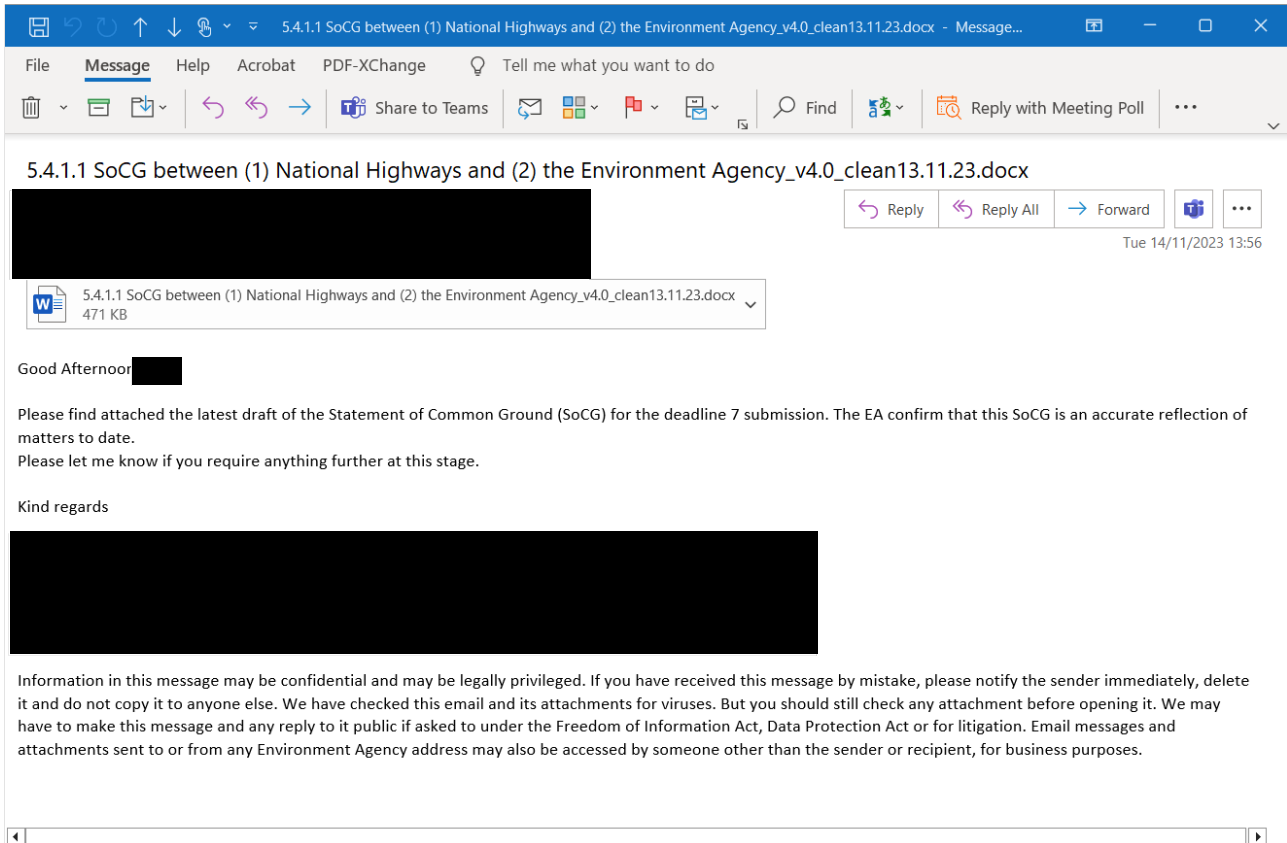 5.4.1.1 SoCG between (1) National Highways and (2) the Environment Agency_v4.0_clean13.11.23.docx - Message...
File Message Help Acrobat PDF-XChange Tell me what you want to do
Share to Teams Find Reply with Meeting Poll
5.4.1.1 SoCG between (1) National Highways and (2) the Environment Agency_v4.0_clean13.11.23.docx
Reply Reply All Forward
Tue 14/11/2023 13:56
5.4.1.1 SoCG between (1) National Highways and (2) the Environment Agency_v4.0_clean13.11.23.docx
471 KB
Good Afternoon
Please find attached the latest draft of the Statement of Common Ground (SoCG) for the deadline 7 submission. The EA confirm that this SoCG is an accurate reflection of
matters to date.
Please let me know if you require anything further at this stage.
Kind regards
Information in this message may be confidential and may be legally privileged. If you have received this message by mistake, please notify the sender immediately, delete
it and do not copy it to anyone else. We have checked this email and its attachments for viruses. But you should still check any attachment before opening it. We may
have to make this message and any reply to it public if asked to under the Freedom of Information Act, Data Protection Act or for litigation. Email messages and
attachments sent to or from any Environment Agency address may also be accessed by someone other than the sender or recipient, for business purposes.